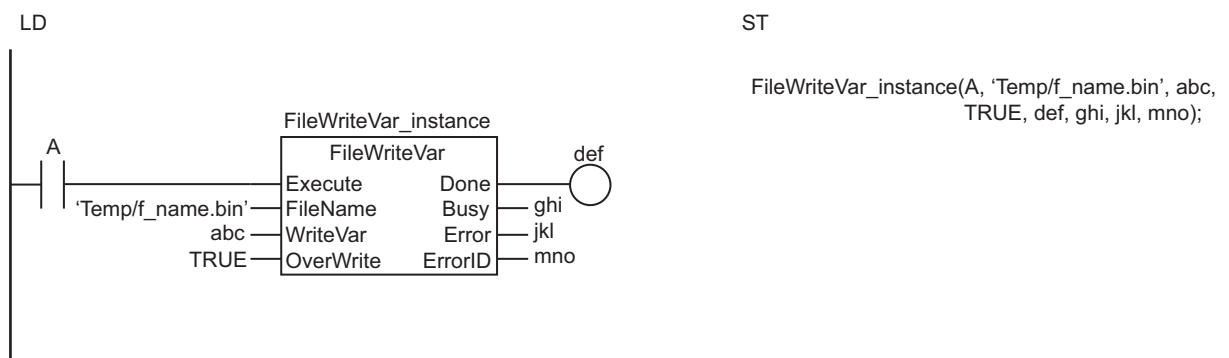 LD
ST
FileWriteVar_instance(A, ‘Temp/f_name.bin’, abc,
TRUE, def, ghi, jkl, mno);
FileWriteVar_instance
A
FileWriteVar
def
Execute Done
‘Temp/f_name.bin’ FileName Busy ghi
abc WriteVar Error jkl
TRUE OverWrite ErrorID mno